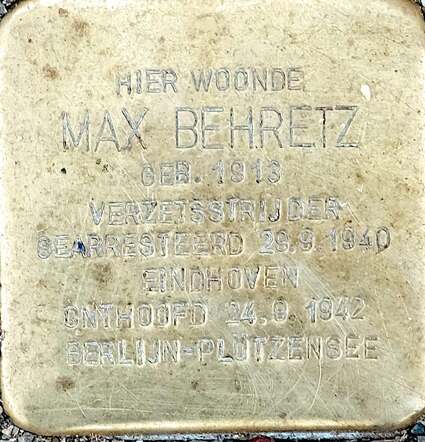 HIER WOONDE
MAX BEHRETZ
GEB. 1913
VERZETSSTRIJDER
GEARRESTEERD 29.9.1940
EINDHOVEN
ONTHOOFD 24.9.1942
BERLIJN-PLÖTZENSEE